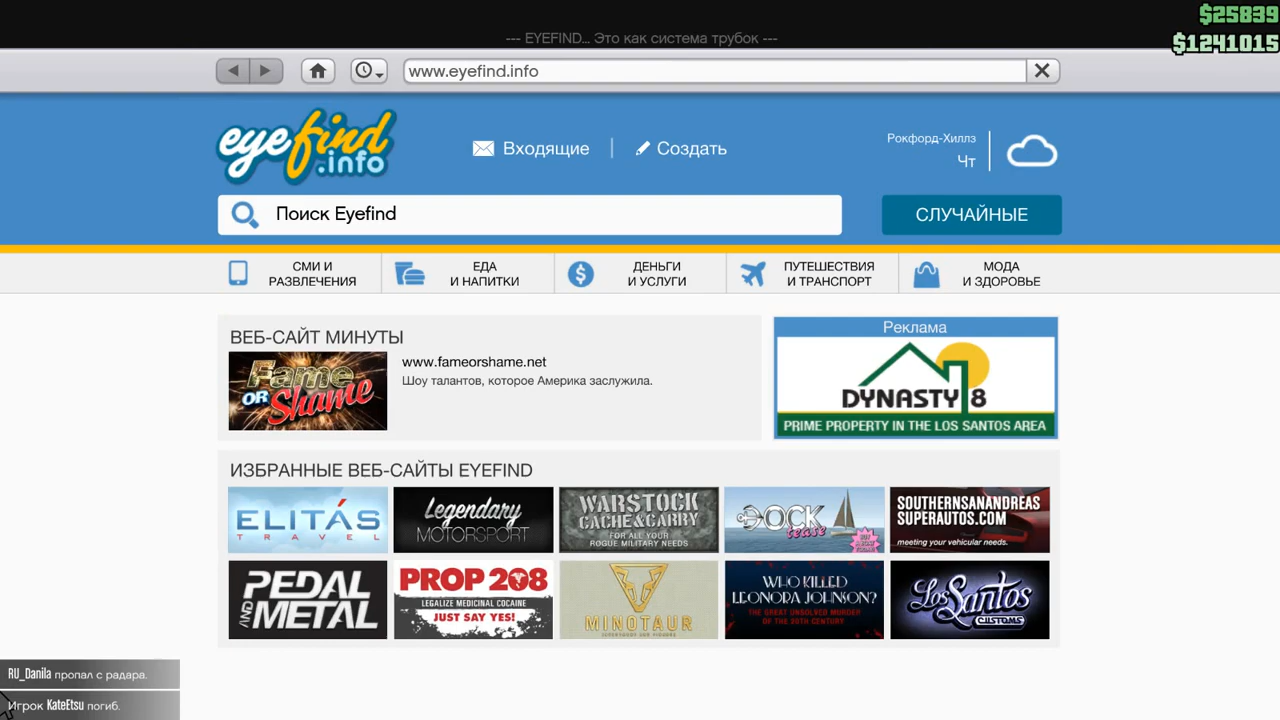 $25839
--- EYEFIND... Это как система трубок ---
$1241015
www.eyefind.info
eyefind.info
Входящие
Создать
Рокфорд-Хиллз
Чт
Поиск Eyefind
СЛУЧАЙНЫЕ
СМИ И
РАЗВЛЕЧЕНИЯ
ЕДА
И НАПИТКИ
ДЕНЬГИ
И УСЛУГИ
ПУТЕШЕСТВИЯ
И ТРАНСПОРТ
МОДА
И ЗДОРОВЬЕ
ВЕБ-САЙТ МИНУТЫ
Fame
OR Shame
www.fameorshame.net
Шоу талантов, которое Америка заслужила.
Реклама
DYNASTY 8
PRIME PROPERTY IN THE LOS SANTOS AREA
ИЗБРАННЫЕ ВЕБ-САЙТЫ EYEFIND
ELITÁS
TRAVEL
Legendary
MOTORSPORT
WARSTOCK
CACHE&CARRY
FOR ALL YOUR
ROGUE MILITARY NEEDS
DOCK
tease
SOUTHERNSANANDREAS
SUPERAUTOS.COM
meeting your vehicular needs.
PEDAL
AND METAL
PROP 208
LEGALIZE MEDICINAL COCAINE
JUST SAY YES!
MINOTAUR
WHO KILLED
LEONORA JOHNSON?
THE GREAT UNSOLVED MURDER
OF THE 20TH CENTURY
Los Santos
CUSTOMS
RU_Danila пропал с радара.
Игрок KateEtsu погиб.